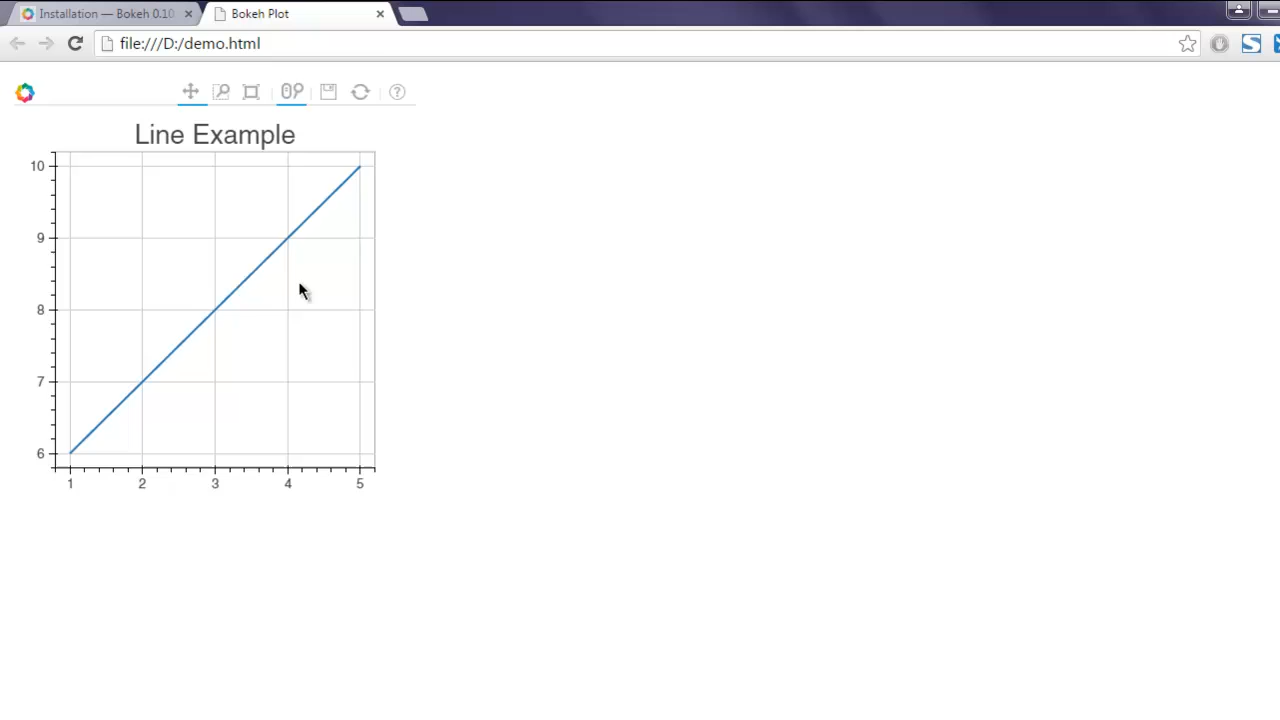 Installation — Bokeh 0.10
Bokeh Plot
file:///D:/demo.html
Line Example
10
9
8
7
6
1 2 3 4 5